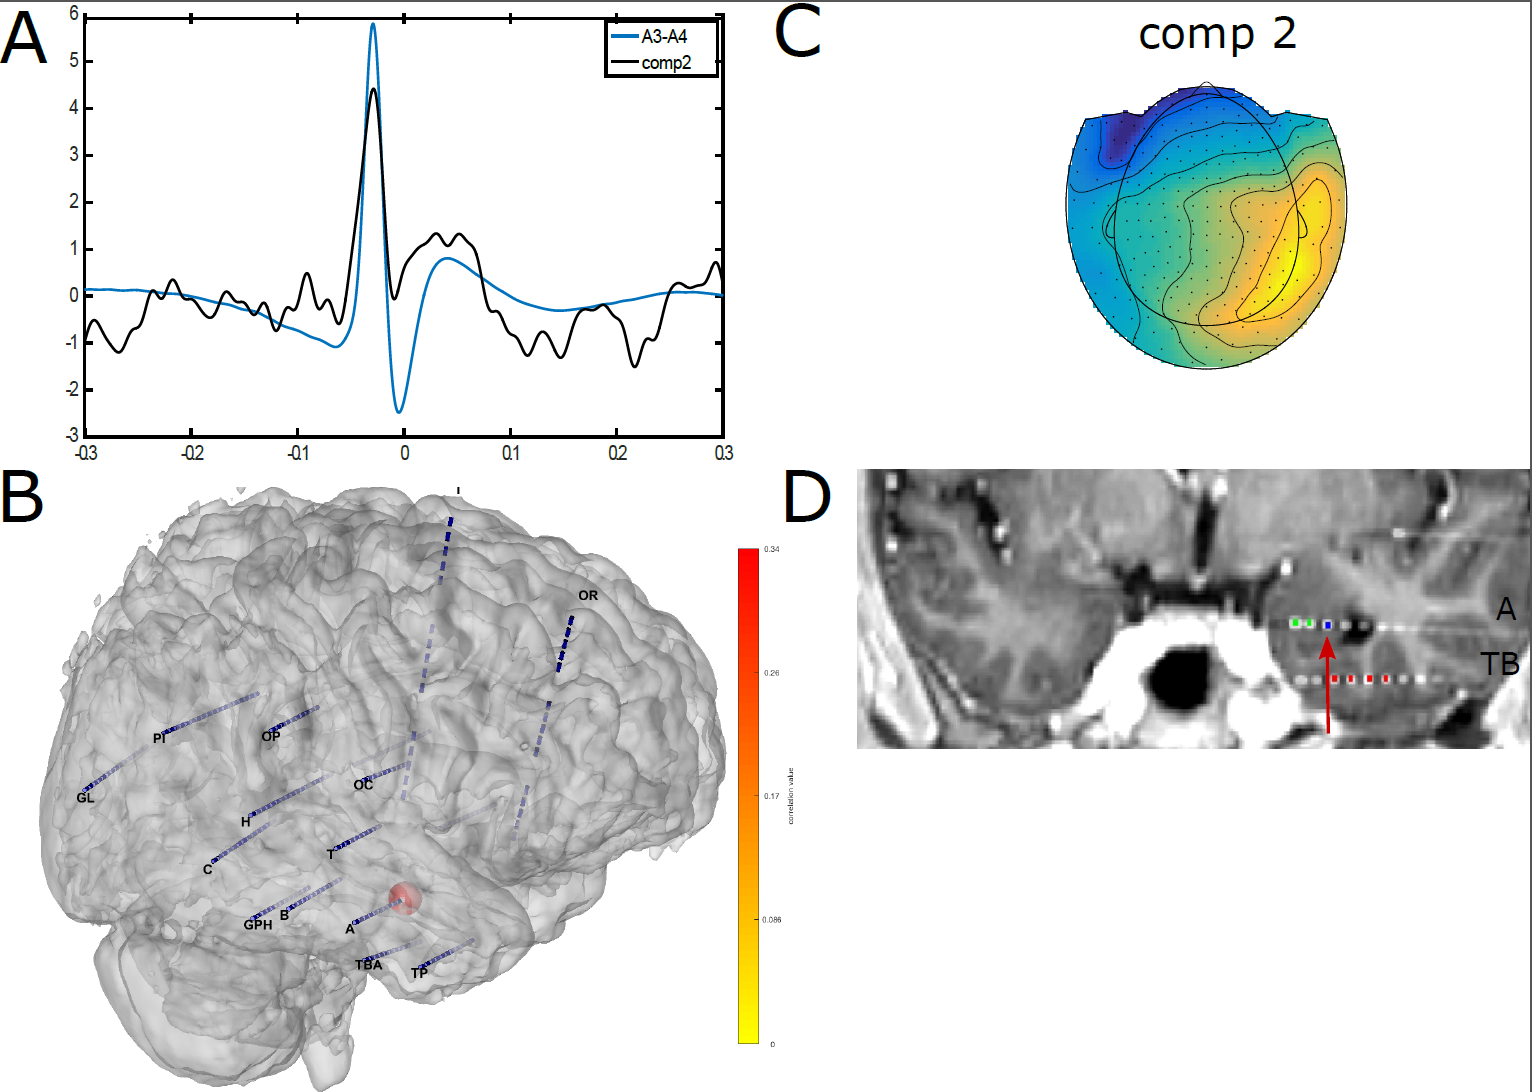 A
6
5
4
3
2
1
0
-1
-2
-3
-0.3
-0.2
-0.1
0
0.1
0.2
0.3
A3-A4
comp2
C
comp 2
B
OR
PI
OP
GL
OC
H
T
C
GPH
B
A
TBA
TP
0.34
0.26
0.17
0.086
0
correlation value
D
A
TB